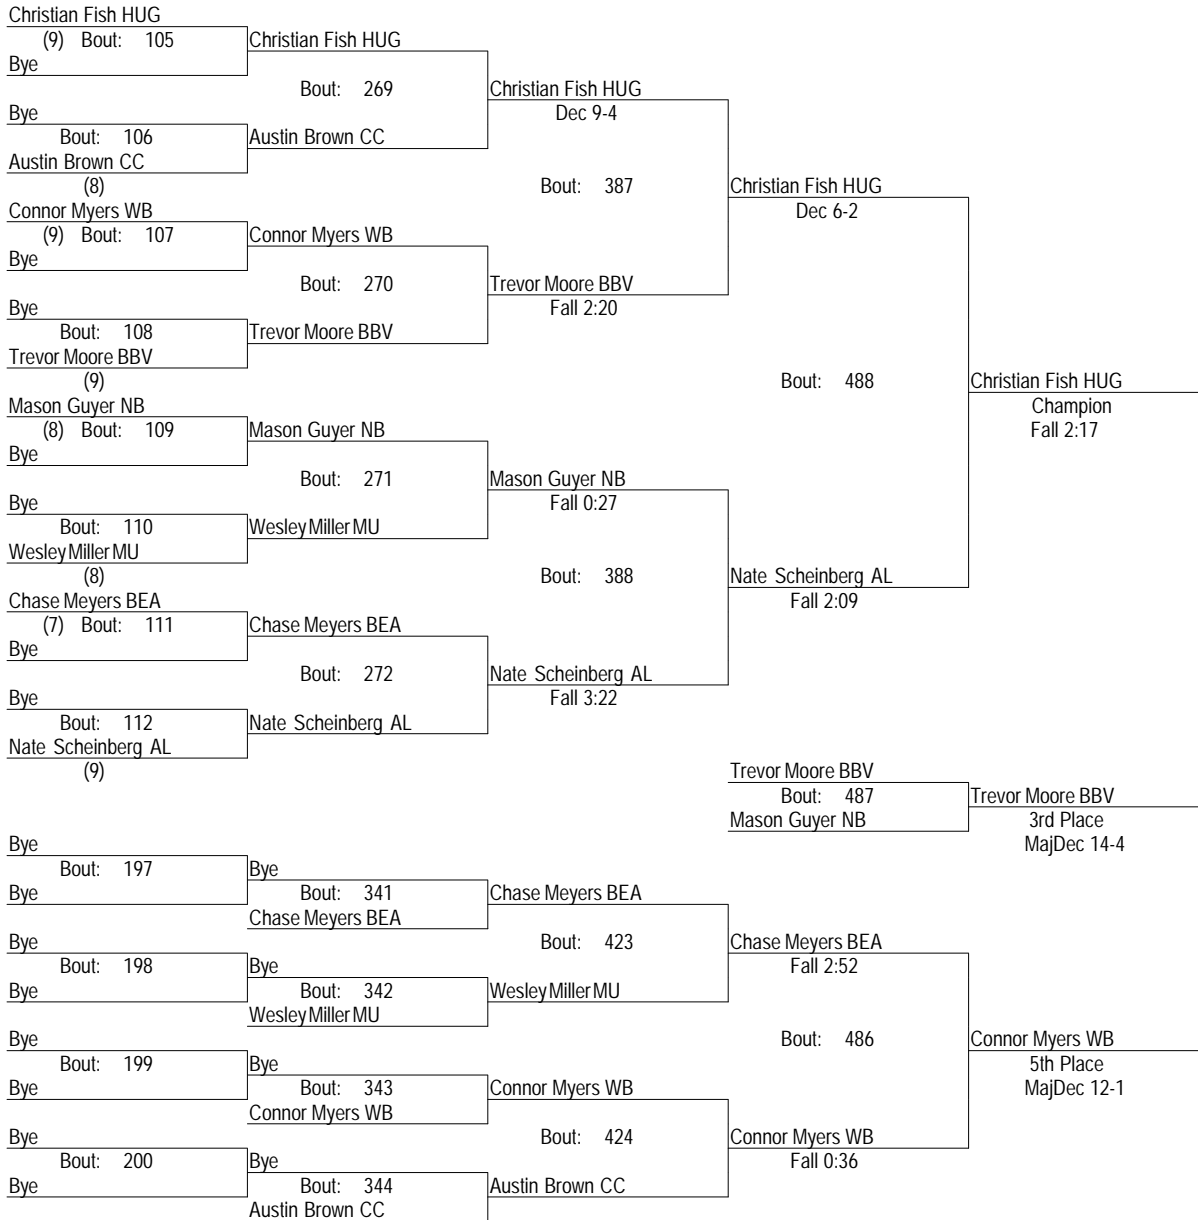 Christian Fish HUG
(9) Bout: 105
Bye
Christian Fish HUG
Bout: 269
Bye
Bout: 106
Austin Brown CC
(8)
Austin Brown CC
Christian Fish HUG
Dec 9-4
Bout: 387
Connor Myers WB
(9) Bout: 107
Bye
Connor Myers WB
Bout: 270
Bye
Bout: 108
Trevor Moore BBV
(9)
Trevor Moore BBV
Trevor Moore BBV
Fall 2:20
Christian Fish HUG
Dec 6-2
Bout: 488
Mason Guyer NB
(8) Bout: 109
Bye
Mason Guyer NB
Bout: 271
Bye
Bout: 110
Wesley Miller MU
(8)
Wesley Miller MU
Mason Guyer NB
Fall 0:27
Bout: 388
Chase Meyers BEA
(7) Bout: 111
Bye
Chase Meyers BEA
Bout: 272
Bye
Bout: 112
Nate Scheinberg AL
(9)
Nate Scheinberg AL
Nate Scheinberg AL
Fall 3:22
Nate Scheinberg AL
Fall 2:09
Christian Fish HUG
Champion
Fall 2:17
Trevor Moore BBV
Bout: 487
Mason Guyer NB
Trevor Moore BBV
3rd Place
MajDec 14-4
Bye
Bout: 197
Bye
Bye
Bout: 341
Chase Meyers BEA
Chase Meyers BEA
Bout: 423
Bye
Bout: 198
Bye
Bye
Bout: 342
Wesley Miller MU
Wesley Miller MU
Chase Meyers BEA
Fall 2:52
Bout: 486
Bye
Bout: 199
Bye
Bye
Bout: 343
Connor Myers WB
Connor Myers WB
Bout: 424
Bye
Bout: 200
Bye
Bye
Bout: 344
Austin Brown CC
Austin Brown CC
Connor Myers WB
Fall 0:36
Connor Myers WB
5th Place
MajDec 12-1